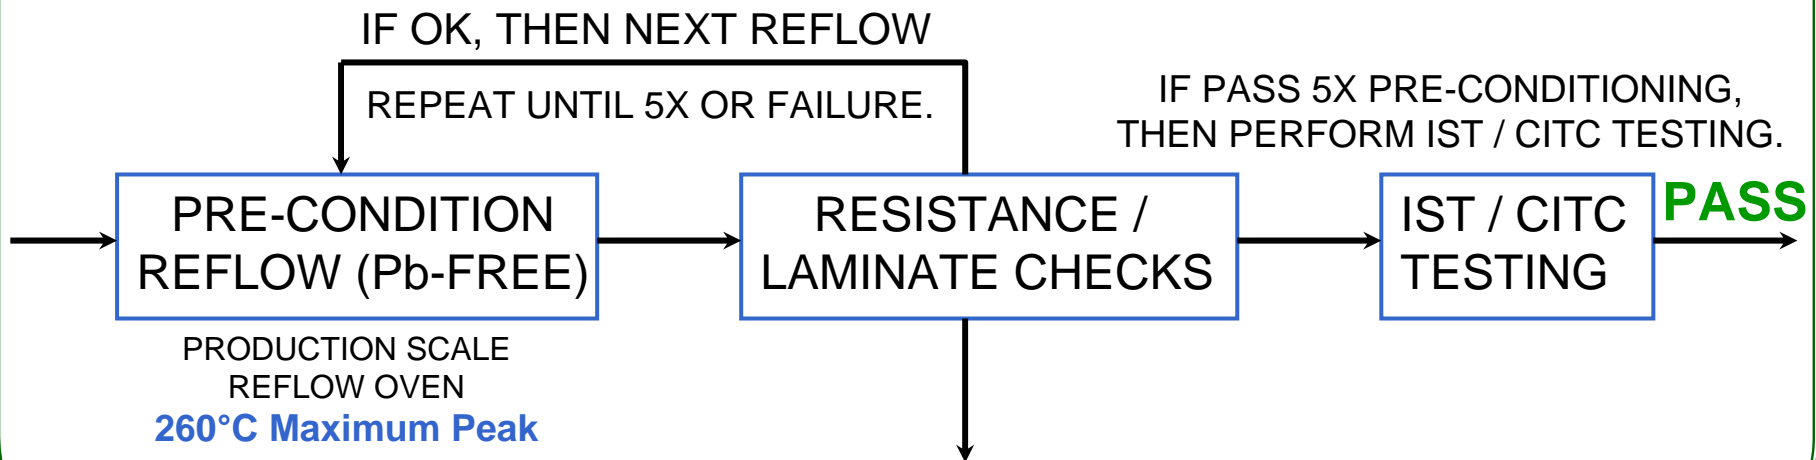 IF OK, THEN NEXT REFLOW
REPEAT UNTIL 5X OR FAILURE.
IF PASS 5X PRE-CONDITIONING,
THEN PERFORM IST / CITC TESTING.
PRE-CONDITION
REFLOW (Pb-FREE)
RESISTANCE /
LAMINATE CHECKS
IST / CITC
TESTING
PASS
PRODUCTION SCALE
REFLOW OVEN
260°C Maximum Peak